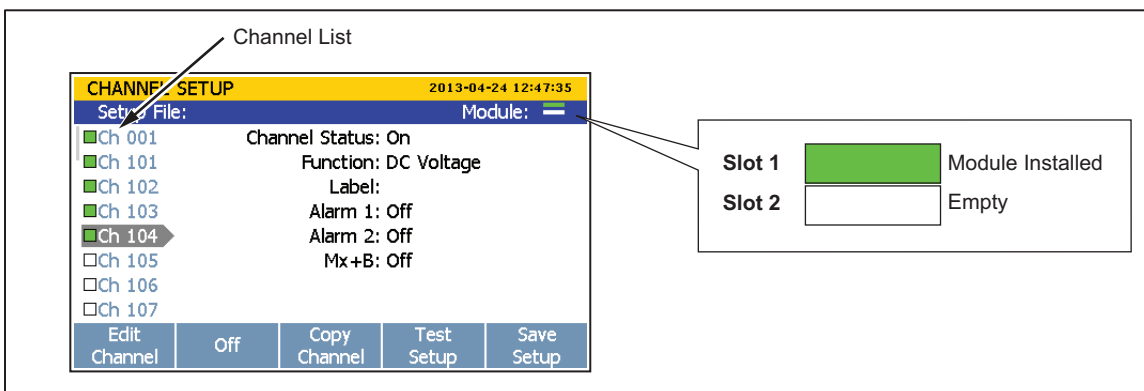 Channel List
CHANNEL SETUP 2013-04-24 12:47:35
Setup File: Module:
Ch 001 Channel Status: On
Ch 101 Function: DC Voltage
Ch 102 Label:
Ch 103 Alarm 1: Off
Ch 104 Alarm 2: Off
Ch 105 Mx+B: Off
Ch 106
Ch 107
Edit Channel
Off
Copy Channel
Test Setup
Save Setup
Slot 1 Module Installed
Slot 2 Empty